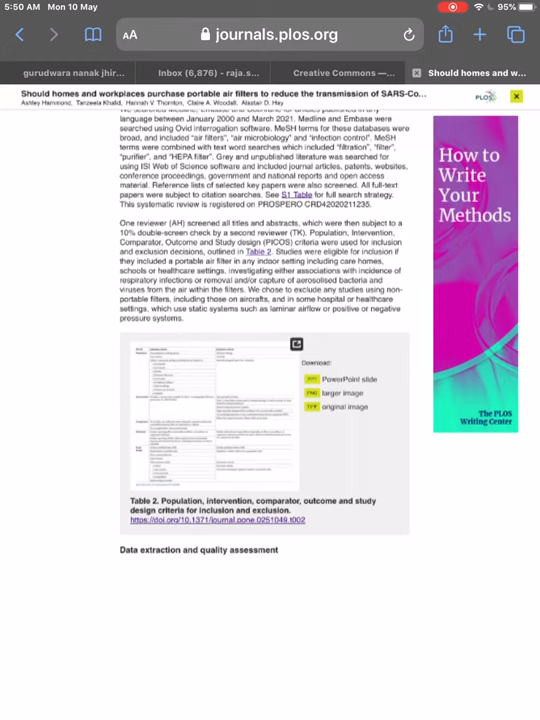 5:50 AM Mon 10 May
95%
AA
journals.plos.org
gurudwara nanak jhir...
Inbox (6,876) - raja.s...
Creative Commons —...
Should homes and w...
Should homes and workplaces purchase portable air filters to reduce the transmission of SARS-Co...
Ashley Hammond, Tanzeela Khalid, Hannah V. Thornton, Claire A. Woodall, Alastair D. Hay
PLOS
language between January 2000 and March 2021. Medline and Embase were
searched using Ovid interrogation software. MeSH terms for these databases were
broad, and included "air filters", "air microbiology" and "infection control". MeSH
terms were combined with text word searches which included "filtration", "filter",
"purifier", and "HEPA filter". Grey and unpublished literature was searched for
using ISI Web of Science software and included journal articles, patents, websites,
conference proceedings, government and national reports and open access
material. Reference lists of selected key papers were also screened. All full-text
papers were subject to citation searches. See S1 Table for full search strategy.
This systematic review is registered on PROSPERO CRD42020211235.
One reviewer (AH) screened all titles and abstracts, which were then subject to a
10% double-screen check by a second reviewer (TK). Population, Intervention,
Comparator, Outcome and Study design (PICOS) criteria were used for inclusion
and exclusion decisions, outlined in Table 2. Studies were eligible for inclusion if
they included a portable air filter in any indoor setting including care homes,
schools or healthcare settings, investigating either associations with incidence of
respiratory infections or removal and/or capture of aerosolised bacteria and
viruses from the air within the filters. We chose to exclude any studies using non-
portable filters, including those on aircrafts, and in some hospital or healthcare
settings, which use static systems such as laminar airflow or positive or negative
pressure systems.
Download:
PPT PowerPoint slide
PNG larger image
TIFF original image
Table 2. Population, intervention, comparator, outcome and study
design criteria for inclusion and exclusion.
https://doi.org/10.1371/journal.pone.0251049.t002
Data extraction and quality assessment
How to
Write
Your
Methods
The PLOS
Writing Center